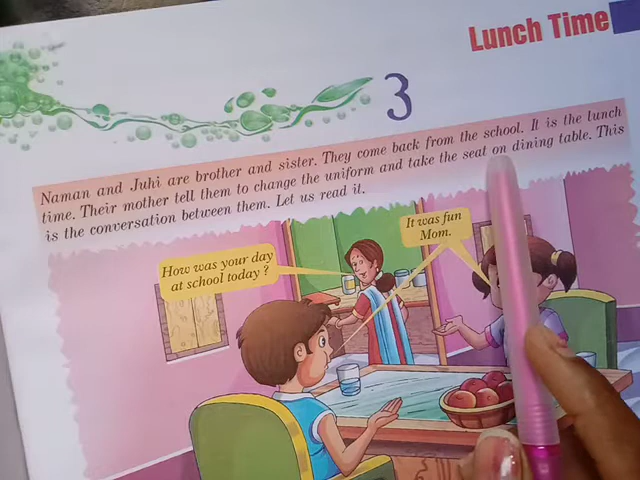 Lunch Time
3
Naman and Juhi are brother and sister. They come back from the school. It is the lunch
time. Their mother tell them to change the uniform and take the seat on dining table. This
is the conversation between them. Let us read it.
It was fun
Mom.
How was your day
at school today ?